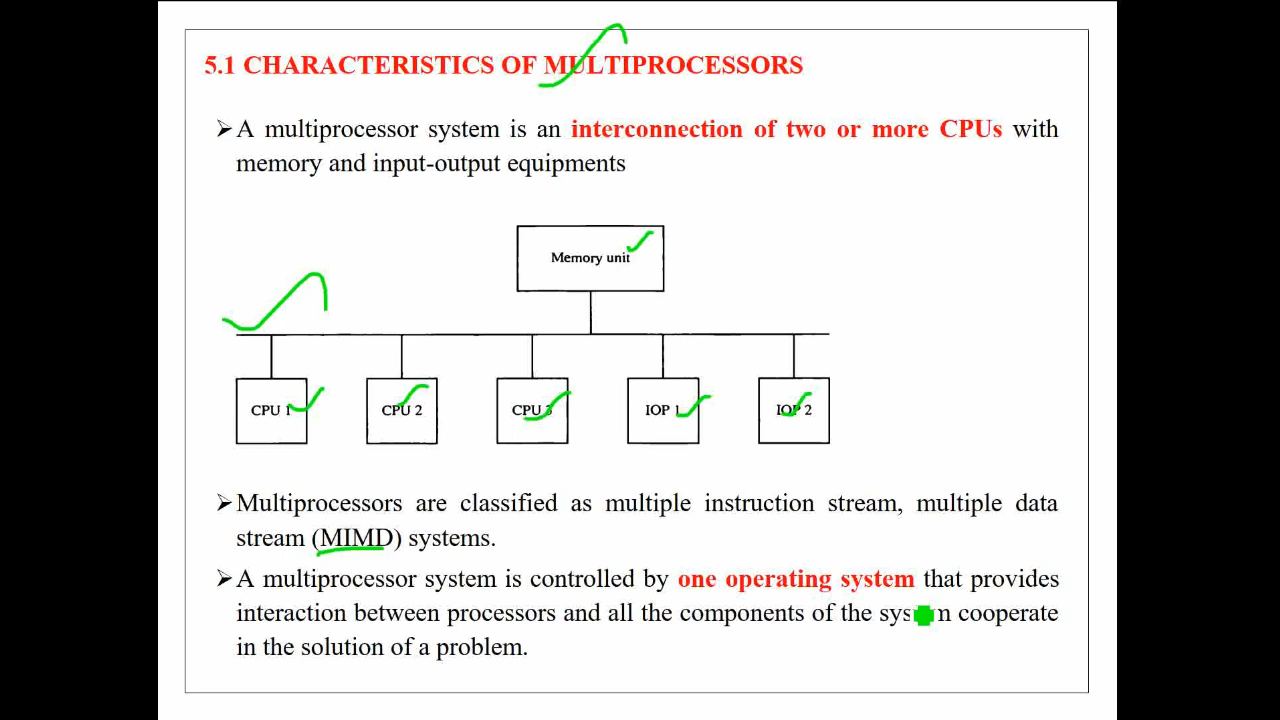 5.1 CHARACTERISTICS OF MULTIPROCESSORS
➢ A multiprocessor system is an interconnection of two or more CPUs with
memory and input-output equipments
Memory unit
CPU 1 CPU 2 CPU 3 IOP 1 IOP 2
➢ Multiprocessors are classified as multiple instruction stream, multiple data
stream (MIMD) systems.
➢ A multiprocessor system is controlled by one operating system that provides
interaction between processors and all the components of the system cooperate
in the solution of a problem.